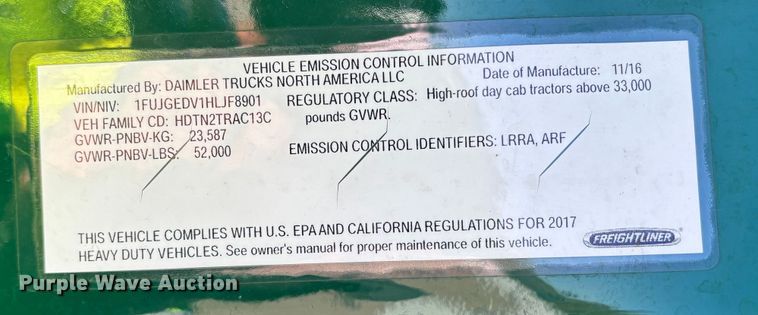 VEHICLE EMISSION CONTROL INFORMATION
Manufactured By: DAIMLER TRUCKS NORTH AMERICA LLC Date of Manufacture: 11/16
VIN/NIV: 1FUJGEDV1HLJF8901 REGULATORY CLASS: High-roof day cab tractors above 33,000
VEH FAMILY CD: HDTN2TRAC13C pounds GVWR.
GVWR-PNBV-KG: 23,587
GVWR-PNBV-LBS: 52,000 EMISSION CONTROL IDENTIFIERS: LRRA, ARF
THIS VEHICLE COMPLIES WITH U.S. EPA AND CALIFORNIA REGULATIONS FOR 2017
HEAVY DUTY VEHICLES. See owner's manual for proper maintenance of this vehicle.
FREIGHTLINER
Purple Wave Auction